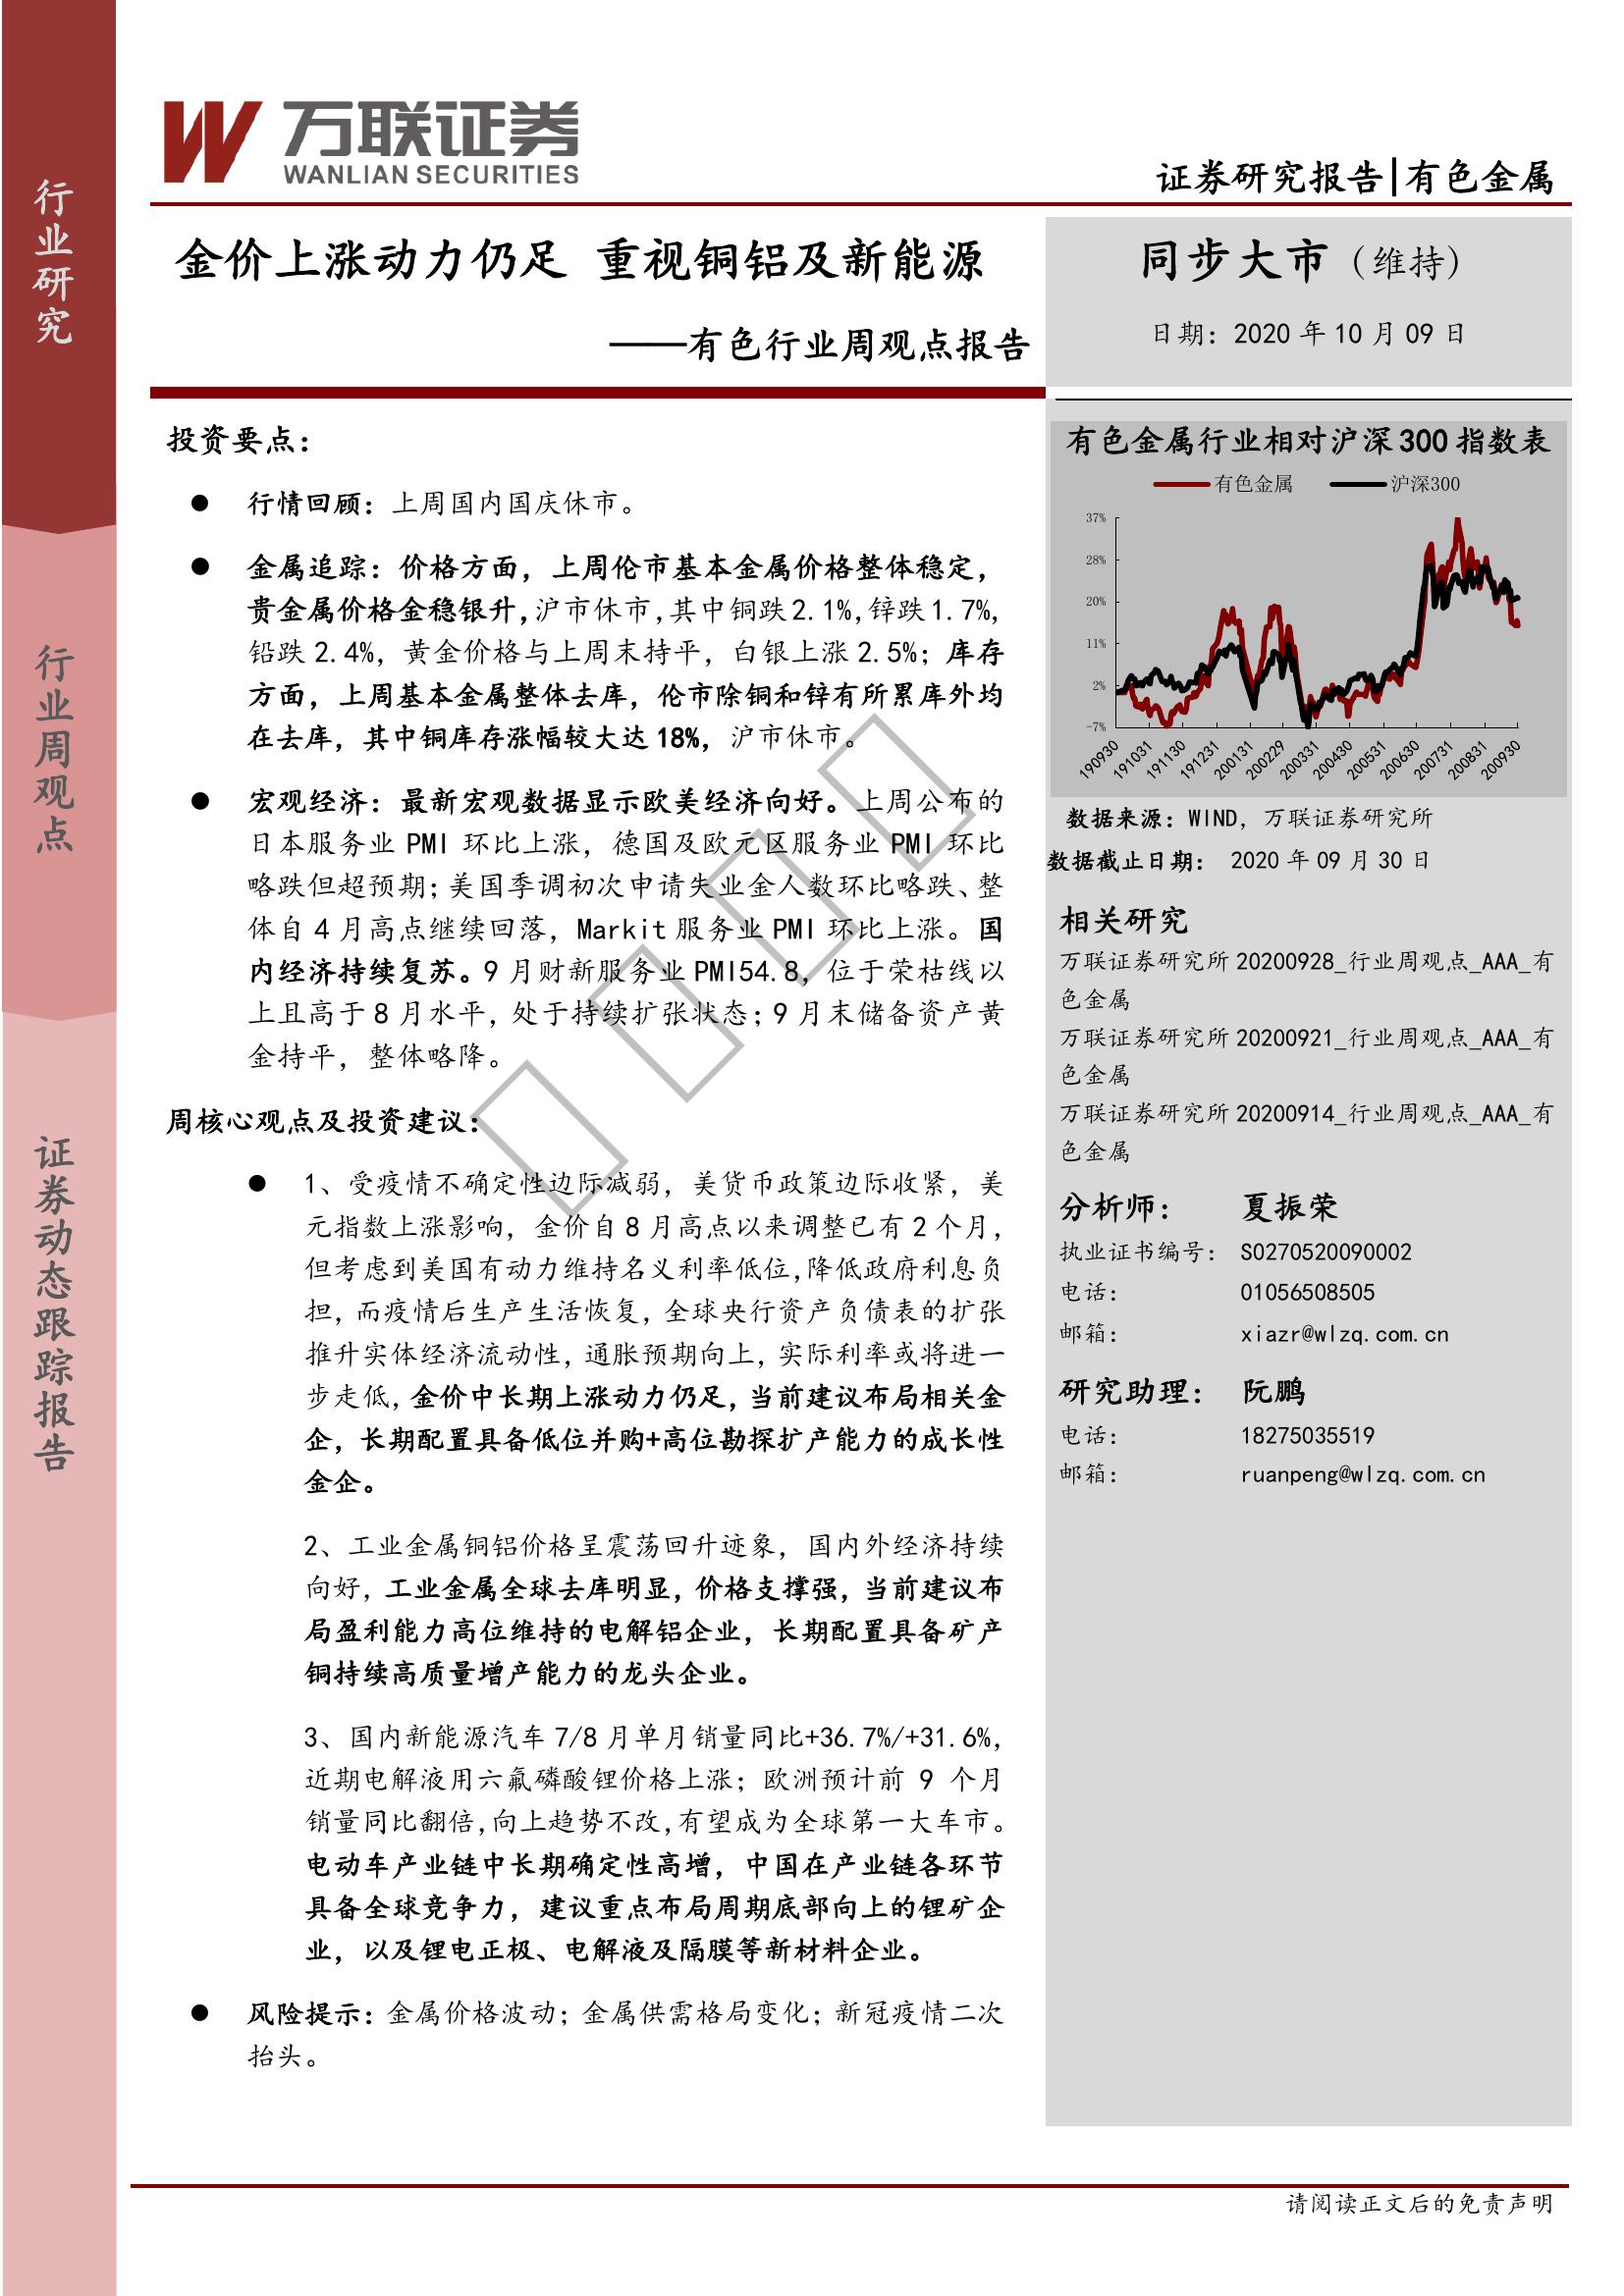 行业研究
行业周观点
证券动态跟踪报告
万联证券
WANLIAN SECURITIES
证券研究报告|有色金属
金价上涨动力仍足 重视铜铝及新能源
——有色行业周观点报告
同步大市（维持）
日期：2020 年 10 月 09 日
投资要点：
● 行情回顾：上周国内国庆休市。
● 金属追踪：价格方面，上周伦市基本金属价格整体稳定，
贵金属价格金稳银升，沪市休市，其中铜跌 2.1%，锌跌 1.7%，
铅跌 2.4%，黄金价格与上周末持平，白银上涨 2.5%；库存
方面，上周基本金属整体去库，伦市除铜和锌有所累库外均
在去库，其中铜库存涨幅较大达 18%，沪市休市。
● 宏观经济：最新宏观数据显示欧美经济向好。上周公布的
日本服务业 PMI 环比上涨，德国及欧元区服务业 PMI 环比
略跌但超预期；美国季调初次申请失业金人数环比略跌、整
体自 4 月高点继续回落，Markit 服务业 PMI 环比上涨。国
内经济持续复苏。9 月财新服务业 PMI54.8，位于荣枯线以
上且高于 8 月水平，处于持续扩张状态；9 月末储备资产黄
金持平，整体略降。
周核心观点及投资建议：
● 1、受疫情不确定性边际减弱，美货币政策边际收紧，美
元指数上涨影响，金价自 8 月高点以来调整已有 2 个月，
但考虑到美国有动力维持名义利率低位，降低政府利息负
担，而疫情后生产生活恢复，全球央行资产负债表的扩张
推升实体经济流动性，通胀预期向上，实际利率或将进一
步走低，金价中长期上涨动力仍足，当前建议布局相关金
企，长期配置具备低位并购+高位勘探扩产能力的成长性
金企。
2、工业金属铜铝价格呈震荡回升迹象，国内外经济持续
向好，工业金属全球去库明显，价格支撑强，当前建议布
局盈利能力高位维持的电解铝企业，长期配置具备矿产
铜持续高质量增产能力的龙头企业。
3、国内新能源汽车 7/8 月单月销量同比+36.7%/+31.6%，
近期电解液用六氟磷酸锂价格上涨；欧洲预计前 9 个月
销量同比翻倍，向上趋势不改，有望成为全球第一大车市。
电动车产业链中长期确定性高增，中国在产业链各环节
具备全球竞争力，建议重点布局周期底部向上的锂矿企
业，以及锂电正极、电解液及隔膜等新材料企业。
● 风险提示：金属价格波动；金属供需格局变化；新冠疫情二次
抬头。
有色金属行业相对沪深 300 指数表
有色金属 沪深300
37%
28%
20%
11%
2%
-7%
190930 191031 191130 191231 200131 200229 200331 200430 200531 200630 200731 200831 200930
数据来源：WIND，万联证券研究所
数据截止日期： 2020 年 09 月 30 日
相关研究
万联证券研究所 20200928_行业周观点_AAA_有
色金属
万联证券研究所 20200921_行业周观点_AAA_有
色金属
万联证券研究所 20200914_行业周观点_AAA_有
色金属
分析师： 夏振荣
执业证书编号： S0270520090002
电话： 01056508505
邮箱： xiazr@wlzq.com.cn
研究助理： 阮鹏
电话： 18275035519
邮箱： ruanpeng@wlzq.com.cn
请阅读正文后的免责声明